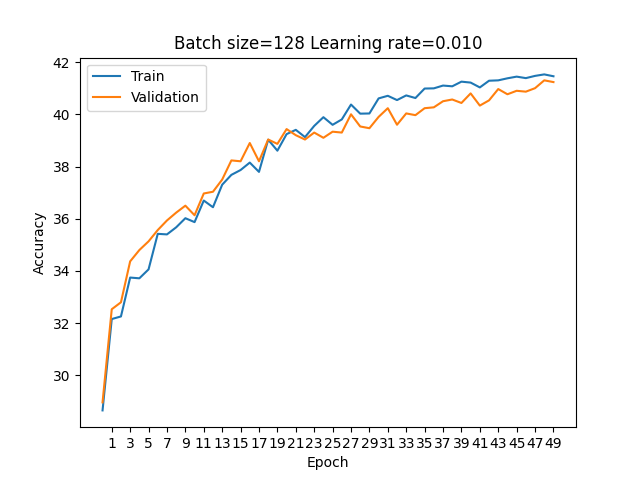 Batch size=128 Learning rate=0.010
Train
Validation
Accuracy
42
40
38
36
34
32
30
1 3 5 7 9 11 13 15 17 19 21 23 25 27 29 31 33 35 37 39 41 43 45 47 49
Epoch